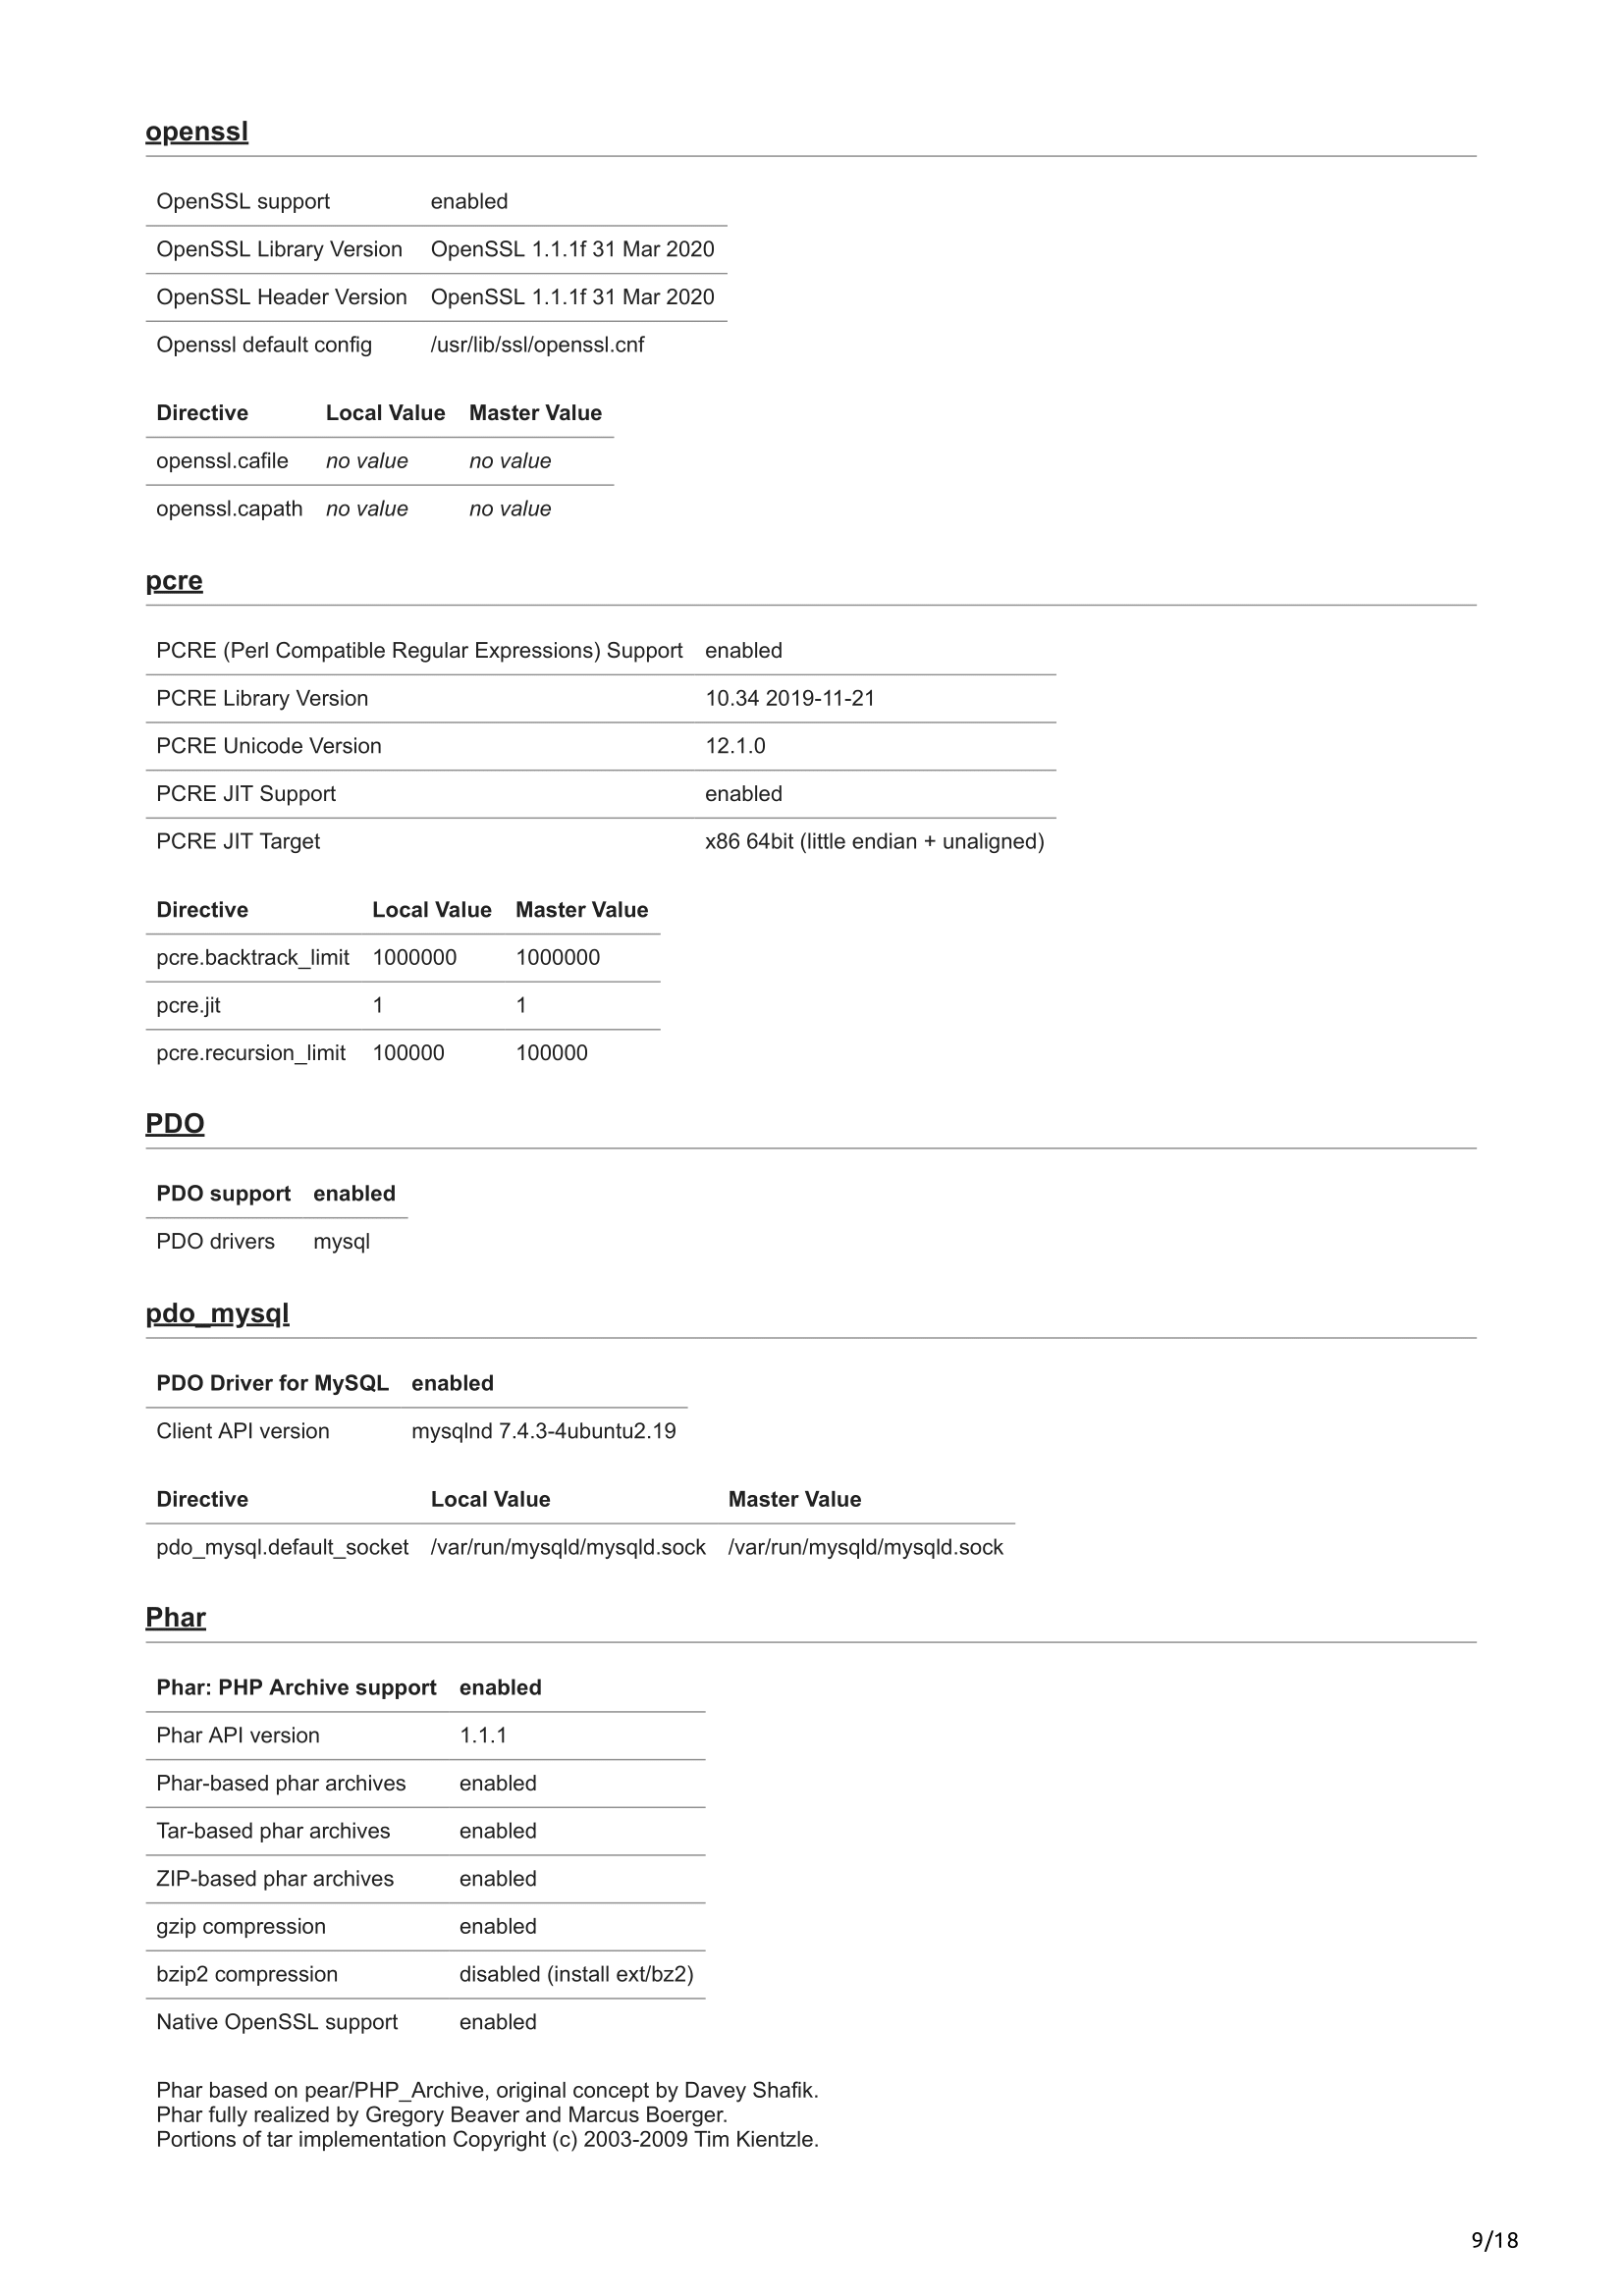 openssl
OpenSSL support enabled
OpenSSL Library Version OpenSSL 1.1.1f 31 Mar 2020
OpenSSL Header Version OpenSSL 1.1.1f 31 Mar 2020
Openssl default config /usr/lib/ssl/openssl.cnf
Directive Local Value Master Value
openssl.cafile no value no value
openssl.capath no value no value
pcre
PCRE (Perl Compatible Regular Expressions) Support enabled
PCRE Library Version 10.34 2019-11-21
PCRE Unicode Version 12.1.0
PCRE JIT Support enabled
PCRE JIT Target x86 64bit (little endian + unaligned)
Directive Local Value Master Value
pcre.backtrack_limit 1000000 1000000
pcre.jit 1 1
pcre.recursion_limit 100000 100000
PDO
PDO support enabled
PDO drivers mysql
pdo_mysql
PDO Driver for MySQL enabled
Client API version mysqlnd 7.4.3-4ubuntu2.19
Directive Local Value Master Value
pdo_mysql.default_socket /var/run/mysqld/mysqld.sock /var/run/mysqld/mysqld.sock
Phar
Phar: PHP Archive support enabled
Phar API version 1.1.1
Phar-based phar archives enabled
Tar-based phar archives enabled
ZIP-based phar archives enabled
gzip compression enabled
bzip2 compression disabled (install ext/bz2)
Native OpenSSL support enabled
Phar based on pear/PHP_Archive, original concept by Davey Shafik.
Phar fully realized by Gregory Beaver and Marcus Boerger.
Portions of tar implementation Copyright (c) 2003-2009 Tim Kientzle.
9/18